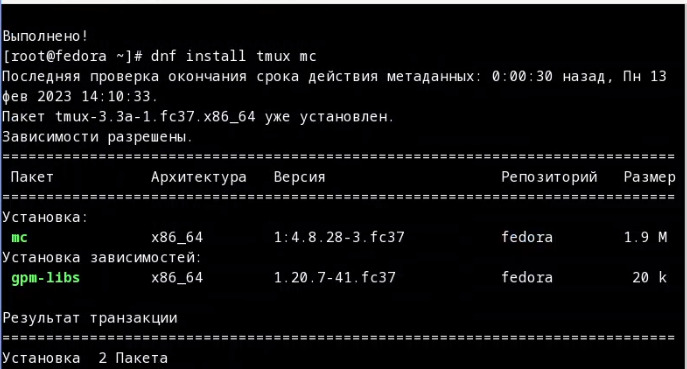 Выполнено!
[root@fedora ~]# dnf install tmux mc
Последняя проверка окончания срока действия метаданных: 0:00:30 назад, Пн 13
фев 2023 14:10:33.
Пакет tmux-3.3a-1.fc37.x86_64 уже установлен.
Зависимости разрешены.
================================================================================
Пакет Архитектура Версия Репозиторий Размер
================================================================================
Установка:
mc x86_64 1:4.8.28-3.fc37 fedora 1.9 M
Установка зависимостей:
gpm-libs x86_64 1.20.7-41.fc37 fedora 20 k
Результат транзакции
================================================================================
Установка 2 Пакета